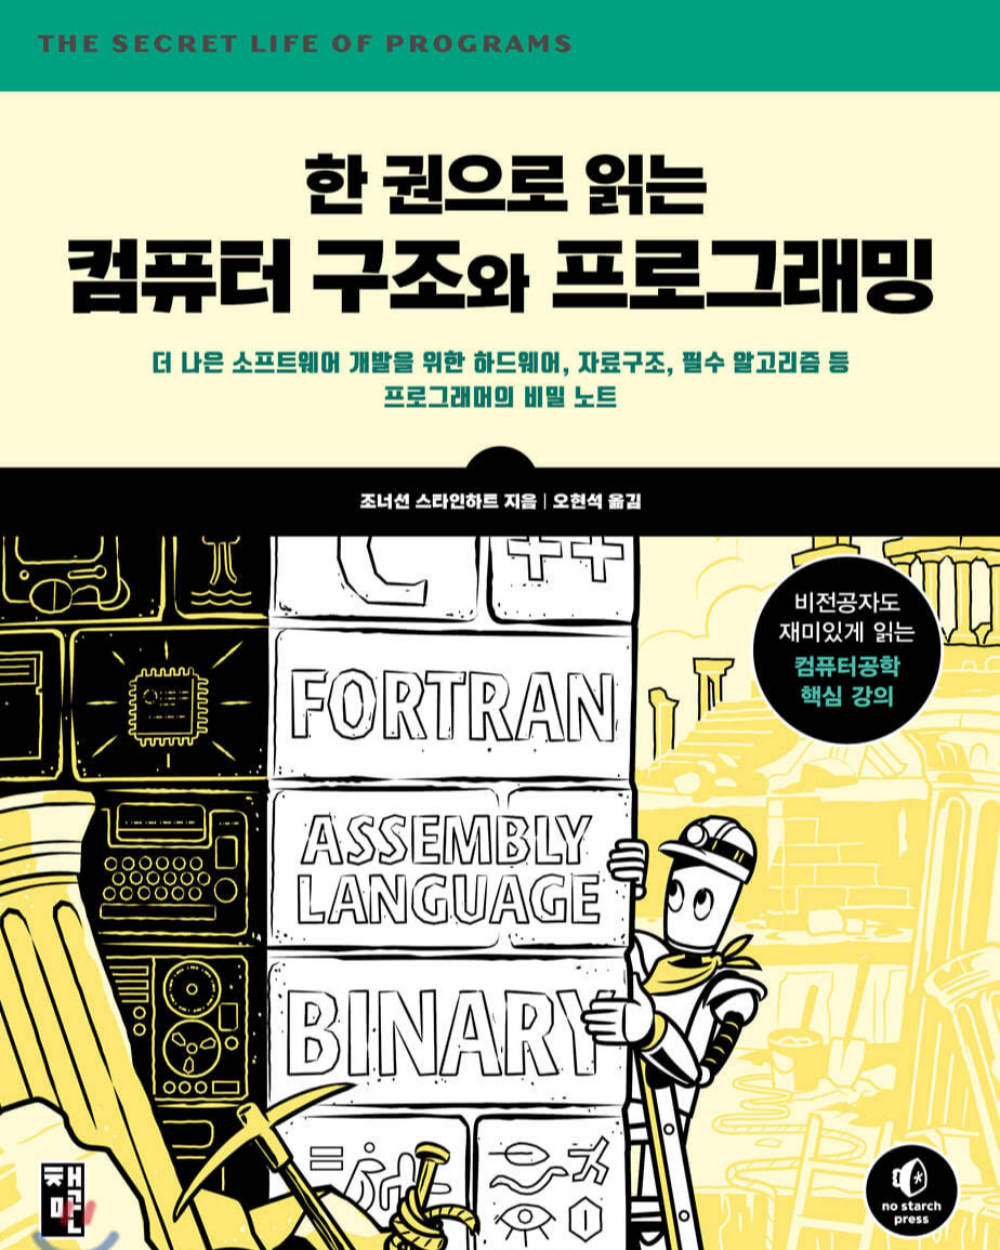 THE SECRET LIFE OF PROGRAMS
한 권으로 읽는
컴퓨터 구조와 프로그래밍
더 나은 소프트웨어 개발을 위한 하드웨어, 자료구조, 필수 알고리즘 등
프로그래머의 비밀 노트
조너선 스타인하트 지음 | 오현석 옮김
비전공자도
재미있게 읽는
컴퓨터공학
핵심 강의
C ++
FORTRAN
ASSEMBLY
LANGUAGE
BINARY
책만
no starch
press